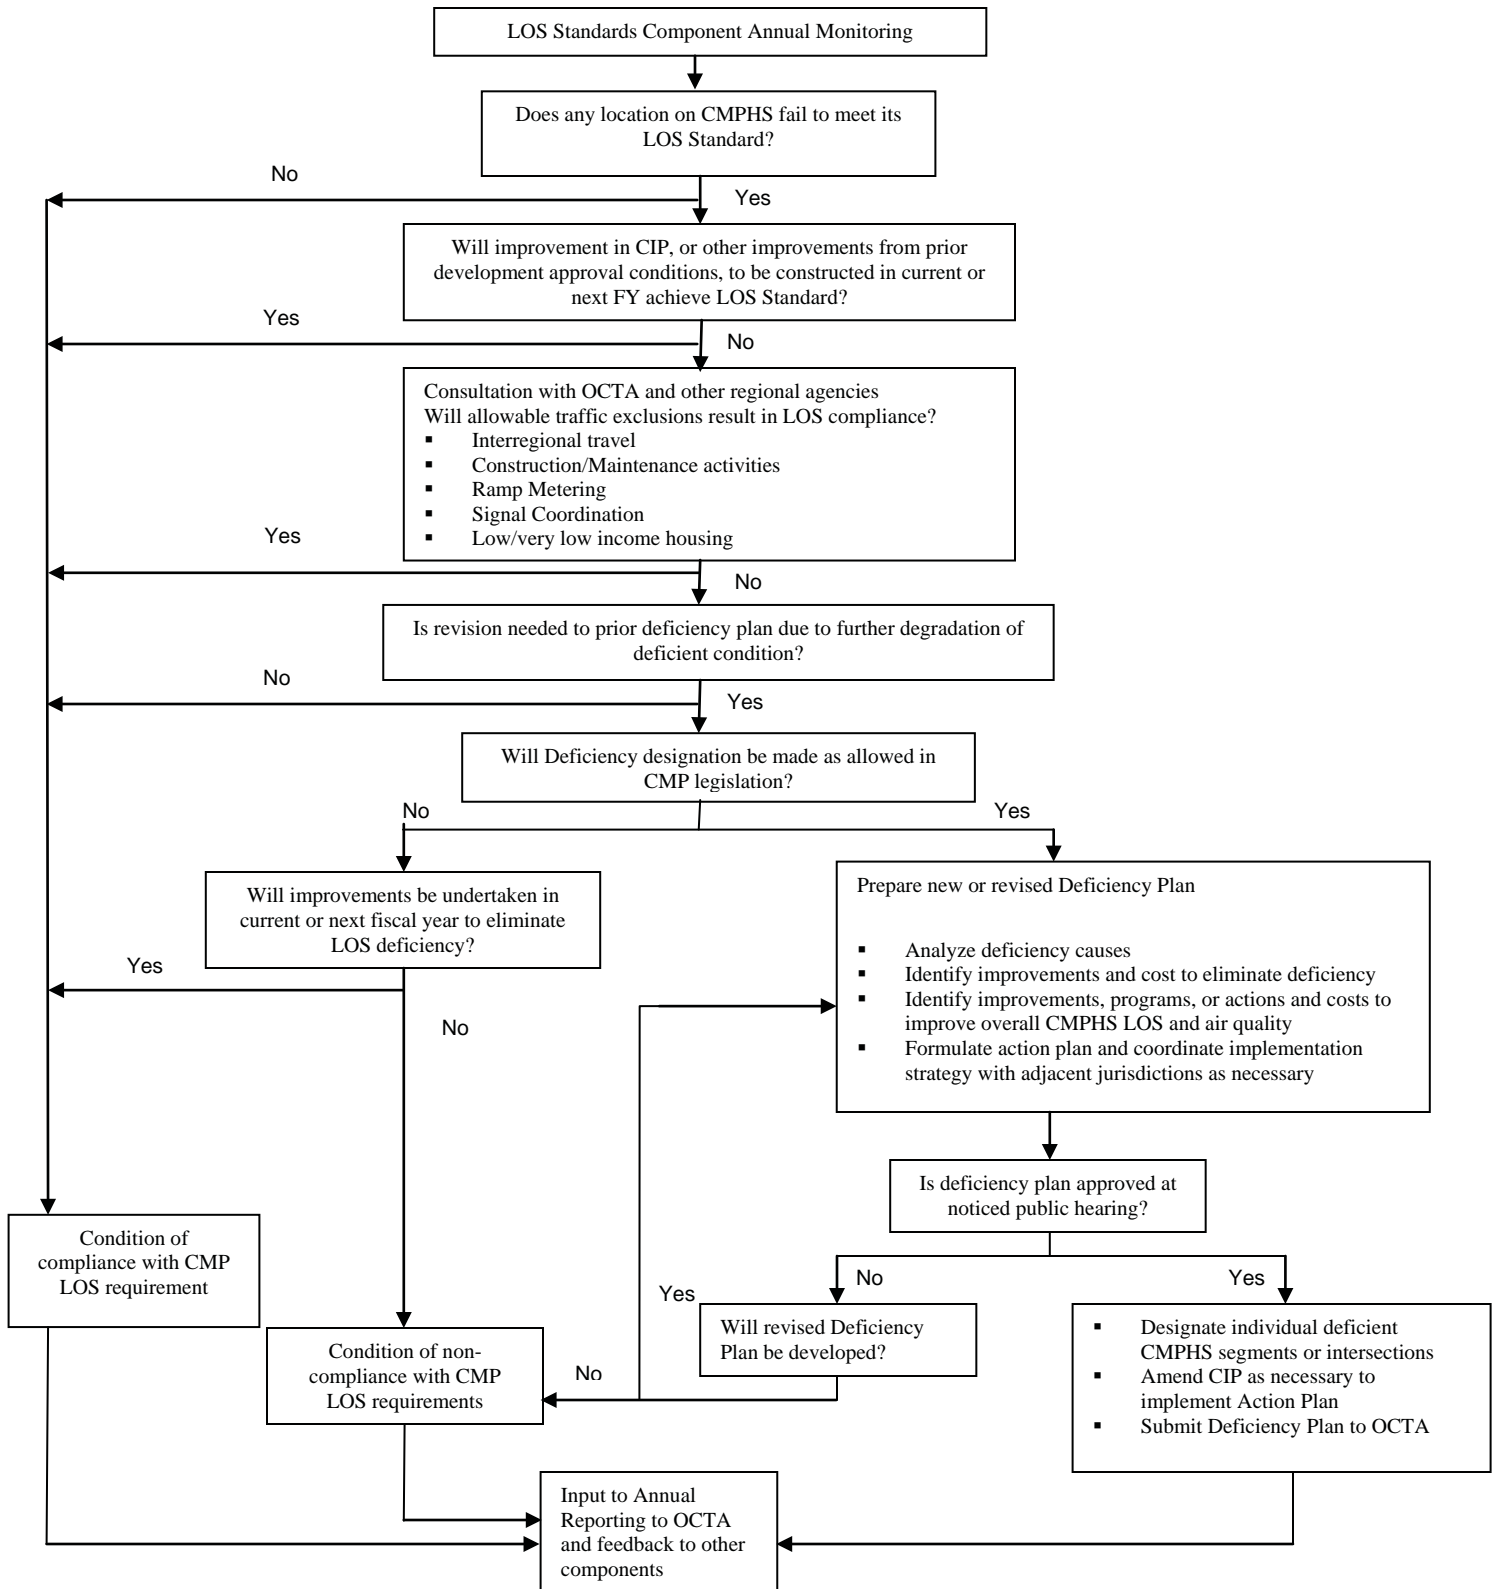 LOS Standards Component Annual Monitoring
Does any location on CMPHS fail to meet its
LOS Standard?
No
Yes
Will improvement in CIP, or other improvements from prior
development approval conditions, to be constructed in current or
next FY achieve LOS Standard?
Yes
No
Consultation with OCTA and other regional agencies
Will allowable traffic exclusions result in LOS compliance?
▪ Interregional travel
▪ Construction/Maintenance activities
▪ Ramp Metering
▪ Signal Coordination
▪ Low/very low income housing
Yes
No
Is revision needed to prior deficiency plan due to further degradation of
deficient condition?
No
Yes
Will Deficiency designation be made as allowed in
CMP legislation?
No
Yes
Will improvements be undertaken in
current or next fiscal year to eliminate
LOS deficiency?
Yes
No
Prepare new or revised Deficiency Plan
▪ Analyze deficiency causes
▪ Identify improvements and cost to eliminate deficiency
▪ Identify improvements, programs, or actions and costs to
improve overall CMPHS LOS and air quality
▪ Formulate action plan and coordinate implementation
strategy with adjacent jurisdictions as necessary
Is deficiency plan approved at
noticed public hearing?
No
Yes
Condition of
compliance with CMP
LOS requirement
Yes
Will revised Deficiency
Plan be developed?
No
▪ Designate individual deficient
CMPHS segments or intersections
▪ Amend CIP as necessary to
implement Action Plan
▪ Submit Deficiency Plan to OCTA
Condition of non-
compliance with CMP
LOS requirements
Input to Annual
Reporting to OCTA
and feedback to other
components